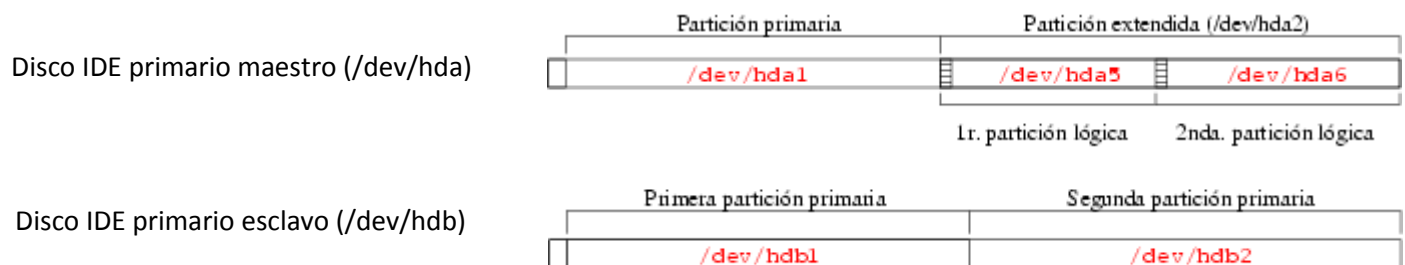 Partición primaria Partición extendida (/dev/hda2)
Disco IDE primario maestro (/dev/hda)
/dev/hda1 /dev/hda5 /dev/hda6
1r. partición lógica 2nda. partición lógica
Primera partición primaria Segunda partición primaria
Disco IDE primario esclavo (/dev/hdb)
/dev/hdb1 /dev/hdb2